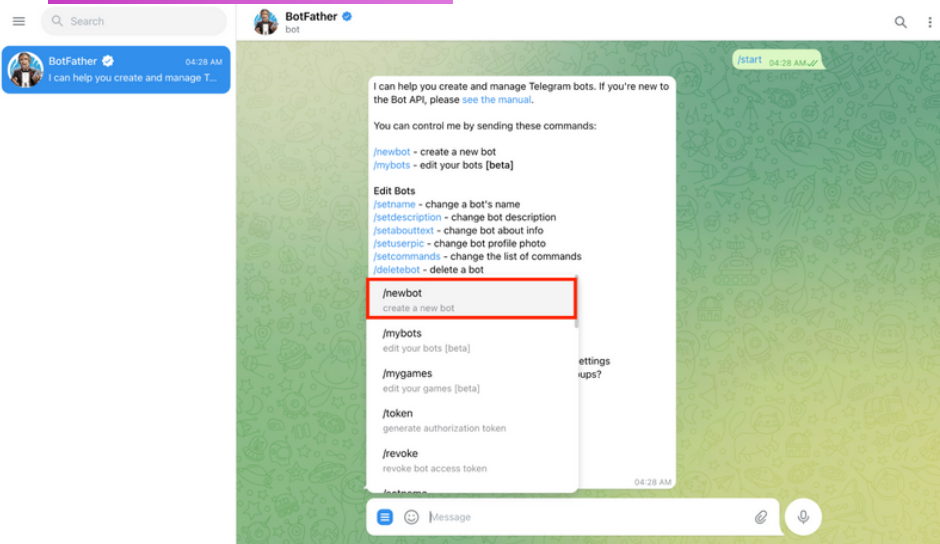 Search
BotFather
04:28 AM
I can help you create and manage T...
BotFather
bot
/start 04:28 AM
I can help you create and manage Telegram bots. If you're new to
the Bot API, please see the manual.
You can control me by sending these commands:
/newbot - create a new bot
/mybots - edit your bots [beta]
Edit Bots
/setname - change a bot's name
/setdescription - change bot description
/setabouttext - change bot about info
/setuserpic - change bot profile photo
/setcommands - change the list of commands
/deletebot - delete a bot
/newbot
create a new bot
/mybots
edit your bots [beta]
ettings
ups?
/mygames
edit your games [beta]
/token
generate authorization token
/revoke
revoke bot access token
/setname
04:28 AM
Message